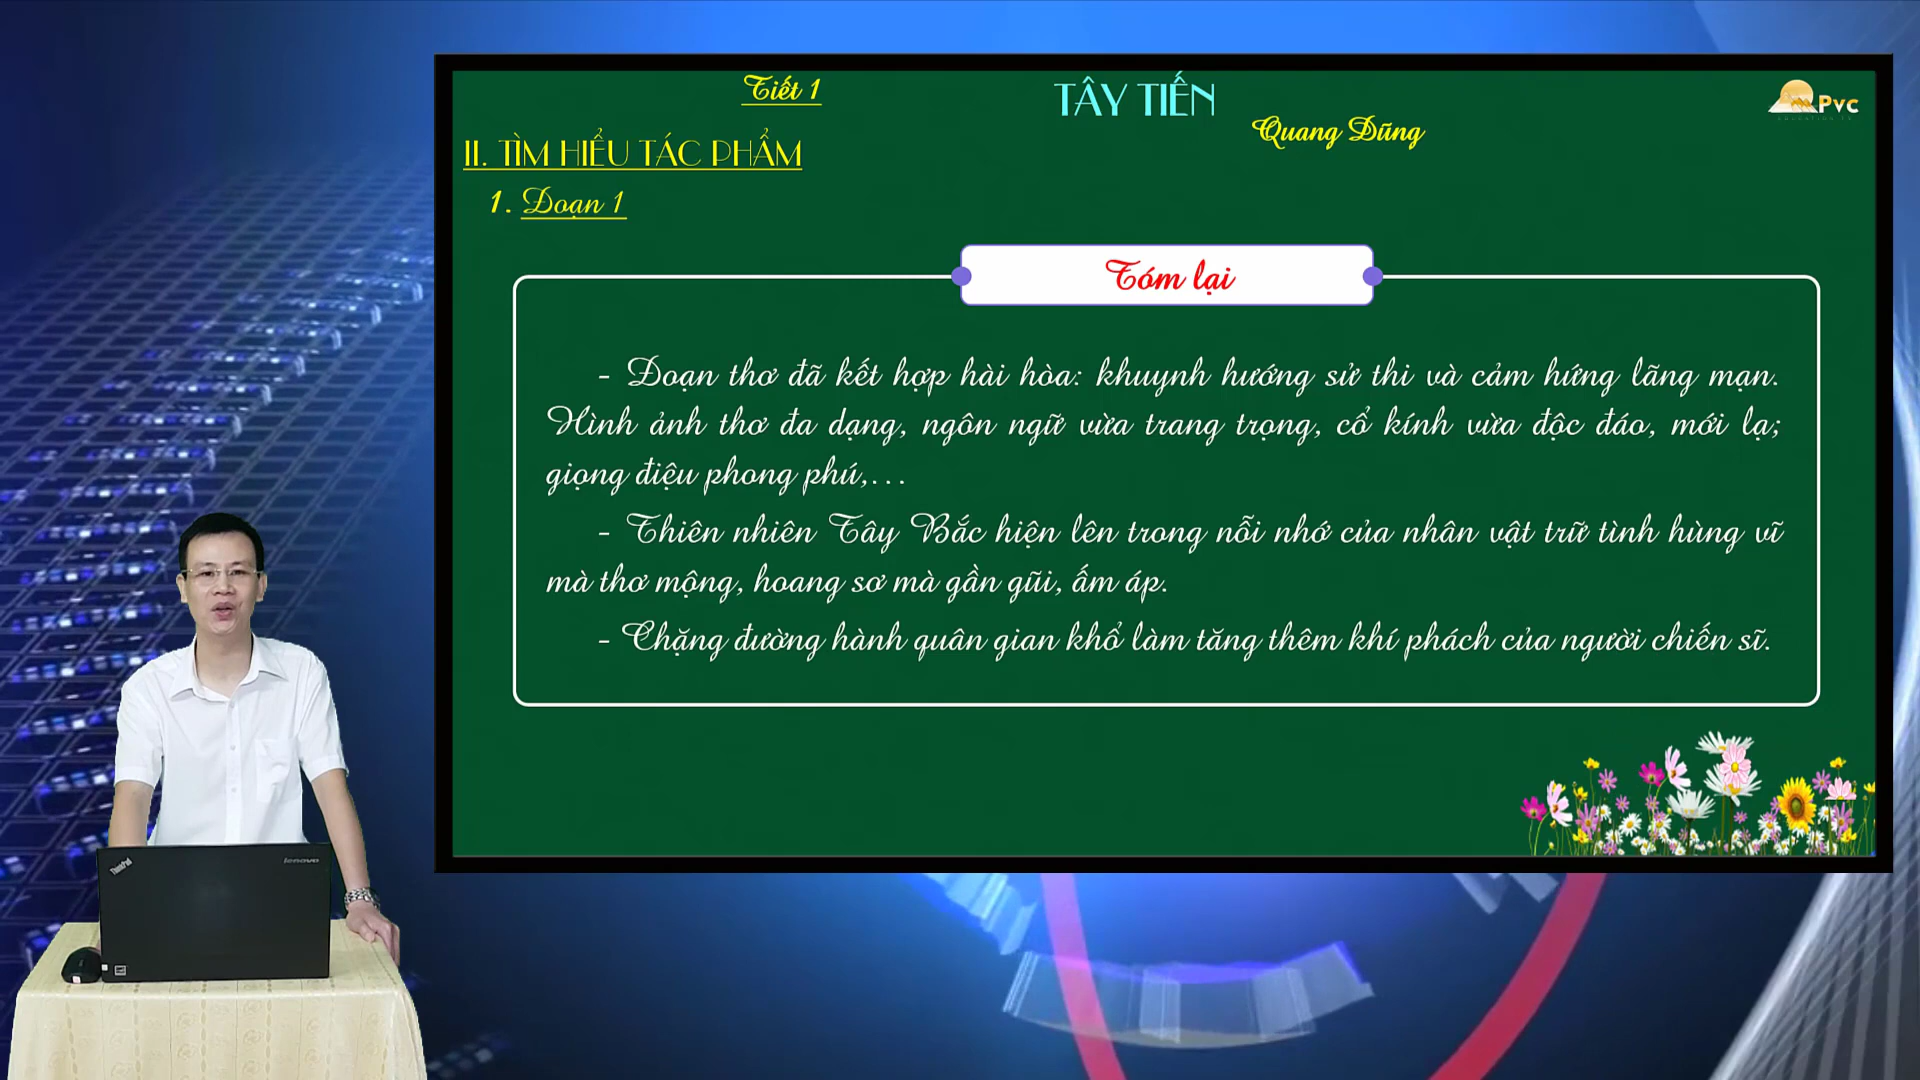 Tiết 1
TÂY TIẾN
Quang Dũng
Pvc
II. TÌM HIỂU TÁC PHẨM
1. Đoạn 1
Tóm lại
- Đoạn thơ đã kết hợp hài hòa: khuynh hướng sử thi và cảm hứng lãng mạn.
Hình ảnh thơ đa dạng, ngôn ngữ vừa trang trọng, cổ kính vừa độc đáo, mới lạ;
giọng điệu phong phú,...
- Thiên nhiên Tây Bắc hiện lên trong nỗi nhớ của nhân vật trữ tình hùng vĩ
mà thơ mộng, hoang sơ mà gần gũi, ấm áp.
- Chặng đường hành quân gian khổ làm tăng thêm khí phách của người chiến sĩ.
ThinkPad
lenovo